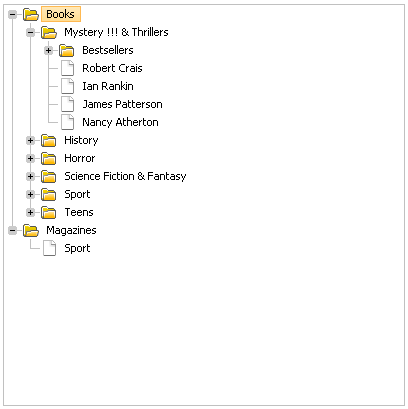 Books
Mystery !!! & Thrillers
Bestsellers
Robert Crais
Ian Rankin
James Patterson
Nancy Atherton
History
Horror
Science Fiction & Fantasy
Sport
Teens
Magazines
Sport